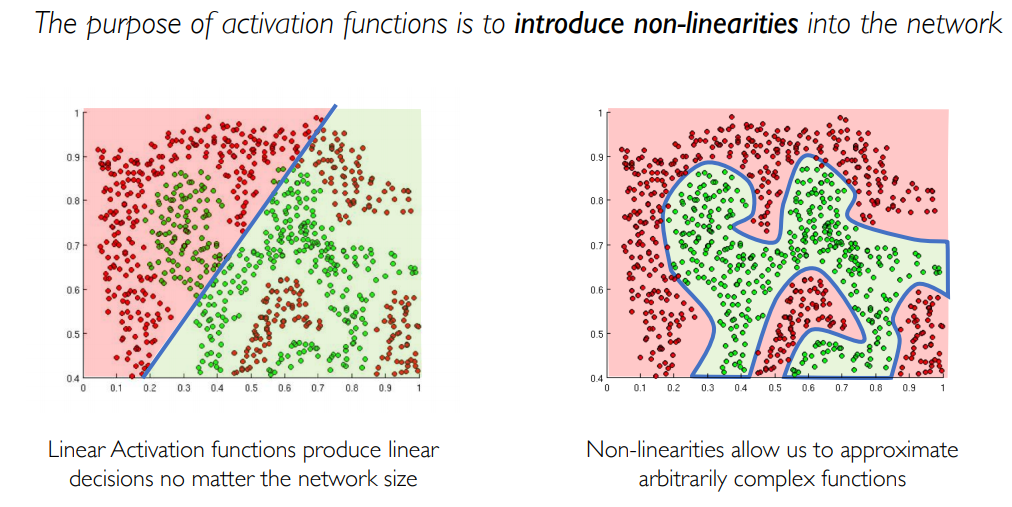 The purpose of activation functions is to introduce non-linearities into the network
1
0.9
0.8
0.7
0.6
0.5
0.4
0 0.1 0.2 0.3 0.4 0.5 0.6 0.7 0.8 0.9 1
1
0.9
0.8
0.7
0.6
0.5
0.4
0 0.1 0.2 0.3 0.4 0.5 0.6 0.7 0.8 0.9 1
Linear Activation functions produce linear
decisions no matter the network size
Non-linearities allow us to approximate
arbitrarily complex functions